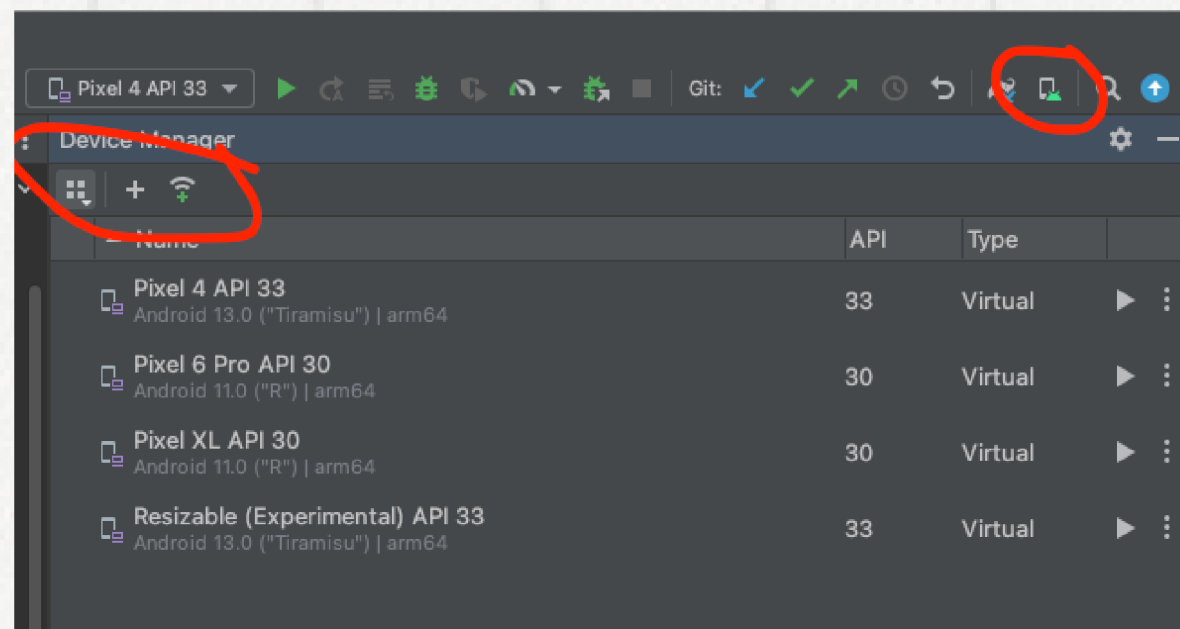 Pixel 4 API 33
Git:
Device Manager
Name API Type
Pixel 4 API 33
Android 13.0 ("Tiramisu") | arm64
33 Virtual
Pixel 6 Pro API 30
Android 11.0 ("R") | arm64
30 Virtual
Pixel XL API 30
Android 11.0 ("R") | arm64
30 Virtual
Resizable (Experimental) API 33
Android 13.0 ("Tiramisu") | arm64
33 Virtual